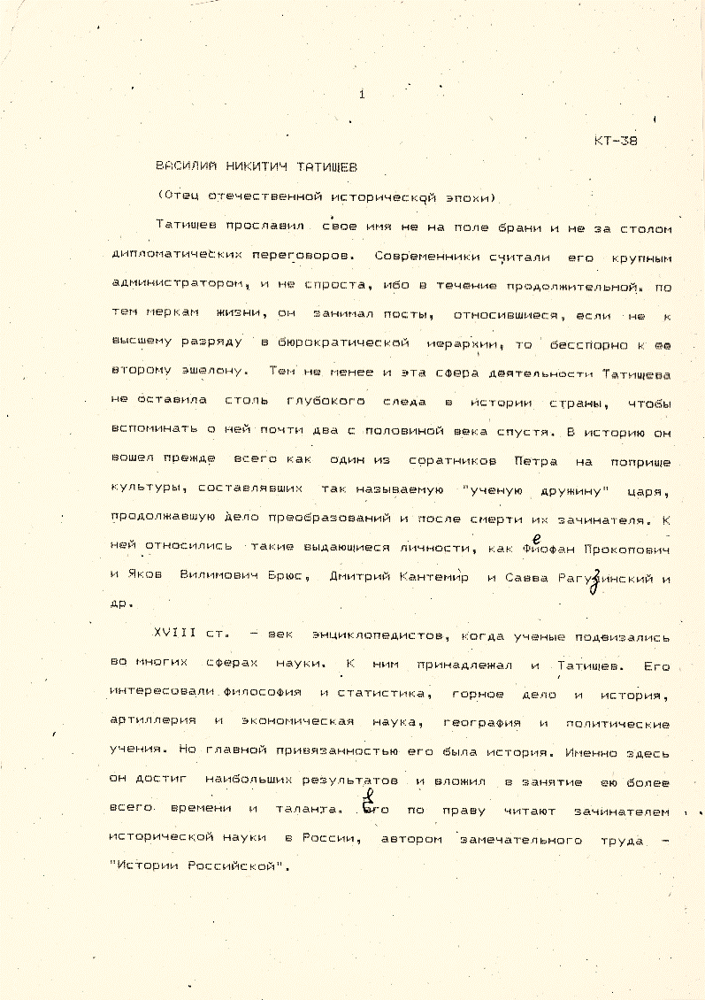 1
КТ-38
ВАСИЛИЙ НИКИТИЧ ТАТИЩЕВ
(Отец отечественной исторической эпохи)
Татищев прославил свое имя не на поле брани и не за столом
дипломатических переговоров. Современники считали его крупным
администратором, и не спроста, ибо в течение продолжительной. по
тем меркам жизни, он занимал посты, относившиеся, если не к
высшему разряду в бюрократической иерархии, то бесспорно к ее
второму эшелону. Тем не менее и эта сфера деятельности Татищева
не оставила столь глубокого следа в истории страны, чтобы
вспоминать о ней почти два с половиной века спустя. В историю он
вошел прежде всего как один из соратников Петра на поприще
культуры, составлявших так называемую "ученую дружину" царя,
продолжавшую дело преобразований и после смерти их зачинателя. К
ней относились такие выдающиеся личности, как Феофан Прокопович
и Яков Вилимович Брюс, Дмитрий Кантемир и Савва Рагузинский и
др.
XVIII ст. - век энциклопедистов, когда ученые подвизались
во многих сферах науки. К ним принадлежал и Татищев. Его
интересовали философия и статистика, горное дело и история,
артиллерия и экономическая наука, география и политические
учения. Но главной привязанностью его была история. Именно здесь
он достиг наибольших результатов и вложил в занятие ею более
всего времени и таланта. Его по праву читают зачинателем
исторической науки в России, автором замечательного труда -
"Истории Российской".